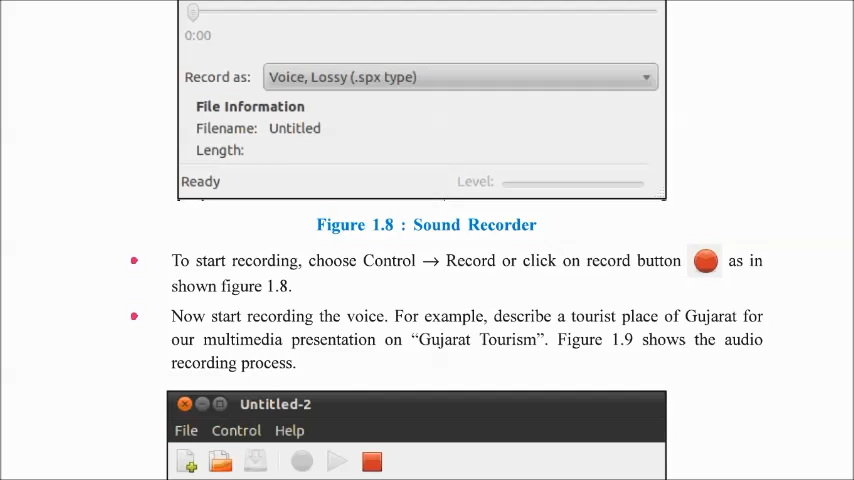 0:00
Record as: Voice, Lossy (.spx type)
File Information
Filename: Untitled
Length:
Ready Level:
Figure 1.8 : Sound Recorder
To start recording, choose Control → Record or click on record button as in
shown figure 1.8.
Now start recording the voice. For example, describe a tourist place of Gujarat for
our multimedia presentation on “Gujarat Tourism”. Figure 1.9 shows the audio
recording process.
Untitled-2
File Control Help